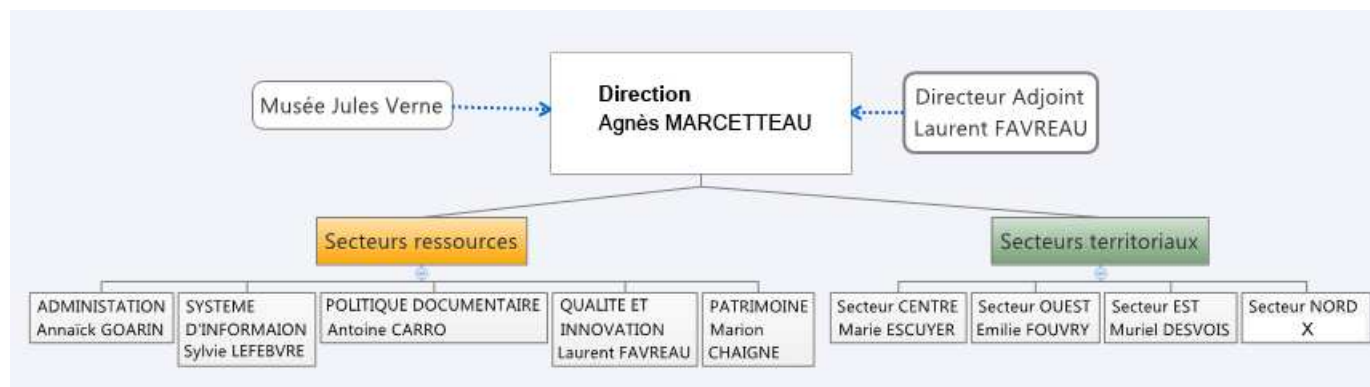 Direction
Agnès MARCETTEAU
Musée Jules Verne
Directeur Adjoint
Laurent FAVREAU
Secteurs ressources
Secteurs territoriaux
ADMINISTATION
Annaïck GOARIN
SYSTEME
D'INFORMAION
Sylvie LEFEBVRE
POLITIQUE DOCUMENTAIRE
Antoine CARRO
QUALITE ET
INNOVATION
Laurent FAVREAU
PATRIMOINE
Marion
CHAIGNE
Secteur CENTRE
Marie ESCUYER
Secteur OUEST
Emilie FOUVRY
Secteur EST
Muriel DESVOIS
Secteur NORD
X